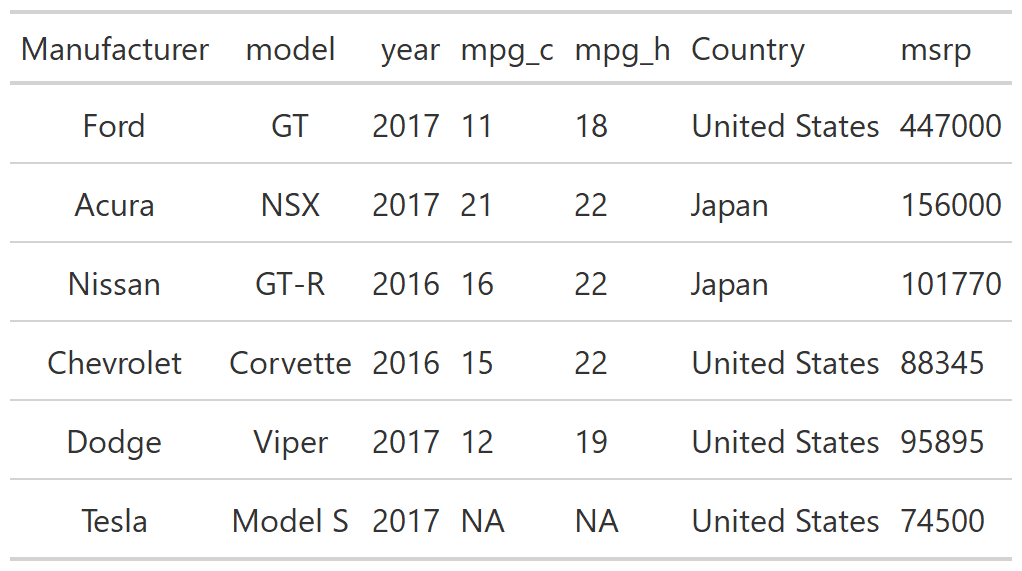 Manufacturer model year mpg_c mpg_h Country msrp
Ford GT 2017 11 18 United States 447000
Acura NSX 2017 21 22 Japan 156000
Nissan GT-R 2016 16 22 Japan 101770
Chevrolet Corvette 2016 15 22 United States 88345
Dodge Viper 2017 12 19 United States 95895
Tesla Model S 2017 NA NA United States 74500